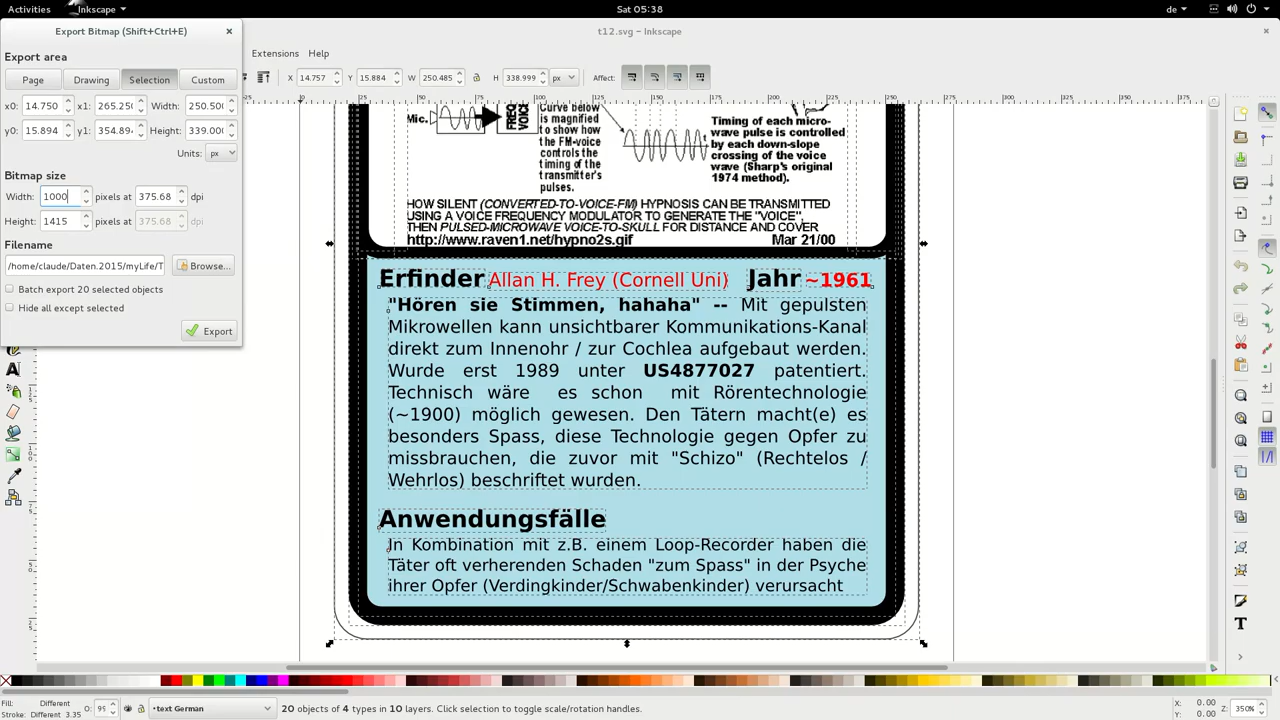 Activities
Inkscape
Sat 05:38
de
Export Bitmap (Shift+Ctrl+E)
t12.svg – Inkscape
Export area
Extensions Help
Page Drawing Selection Custom
X 14.757 Y 15.884 W 250.485 H 338.999 px Affect:
x0: 14.750 x1: 265.250 Width: 250.500
y0: 15.894 y1: 354.894 Height: 339.000
Units: px
Bitmap size
Width: 1000 pixels at 375.68 dpi
Height: 1415 pixels at 375.68 dpi
Filename
/home/claude/Daten.2015/myLife/T Browse...
Batch export 20 selected objects
Hide all except selected
Export
Mic.
FREQ
VOICE
Curve below
is magnified
to show how
the FM-voice
controls the
timing of the
transmitter's
pulses.
t
Timing of each micro-
wave pulse is controlled
by each down-slope
crossing of the voice
wave (Sharp's original
1974 method).
HOW SILENT (CONVERTED-TO-VOICE-FM) HYPNOSIS CAN BE TRANSMITTED
USING A VOICE FREQUENCY MODULATOR TO GENERATE THE "VOICE".
THEN PULSED-MICROWAVE VOICE-TO-SKULL FOR DISTANCE AND COVER
http://www.raven1.net/hypno2s.gif Mar 21/00
Erfinder Allan H. Frey (Cornell Uni) Jahr ~1961
"Hören sie Stimmen, hahaha" -- Mit gepulsten
Mikrowellen kann unsichtbarer Kommunikations-Kanal
direkt zum Innenohr / zur Cochlea aufgebaut werden.
Wurde erst 1989 unter US4877027 patentiert.
Technisch wäre es schon mit Rörentechnologie
(~1900) möglich gewesen. Den Tätern macht(e) es
besonders Spass, diese Technologie gegen Opfer zu
missbrauchen, die zuvor mit "Schizo" (Rechtelos /
Wehrlos) beschriftet wurden.
Anwendungsfälle
In Kombination mit z.B. einem Loop-Recorder haben die
Täter oft verherenden Schaden "zum Spass" in der Psyche
ihrer Opfer (Verdingkinder/Schwabenkinder) verursacht
Fill: Different
Stroke: Different 3.35
O: 99
*text German
20 objects of 4 types in 10 layers. Click selection to toggle scale/rotation handles.
X: 0.00
Y: 0.00
Z: 350%